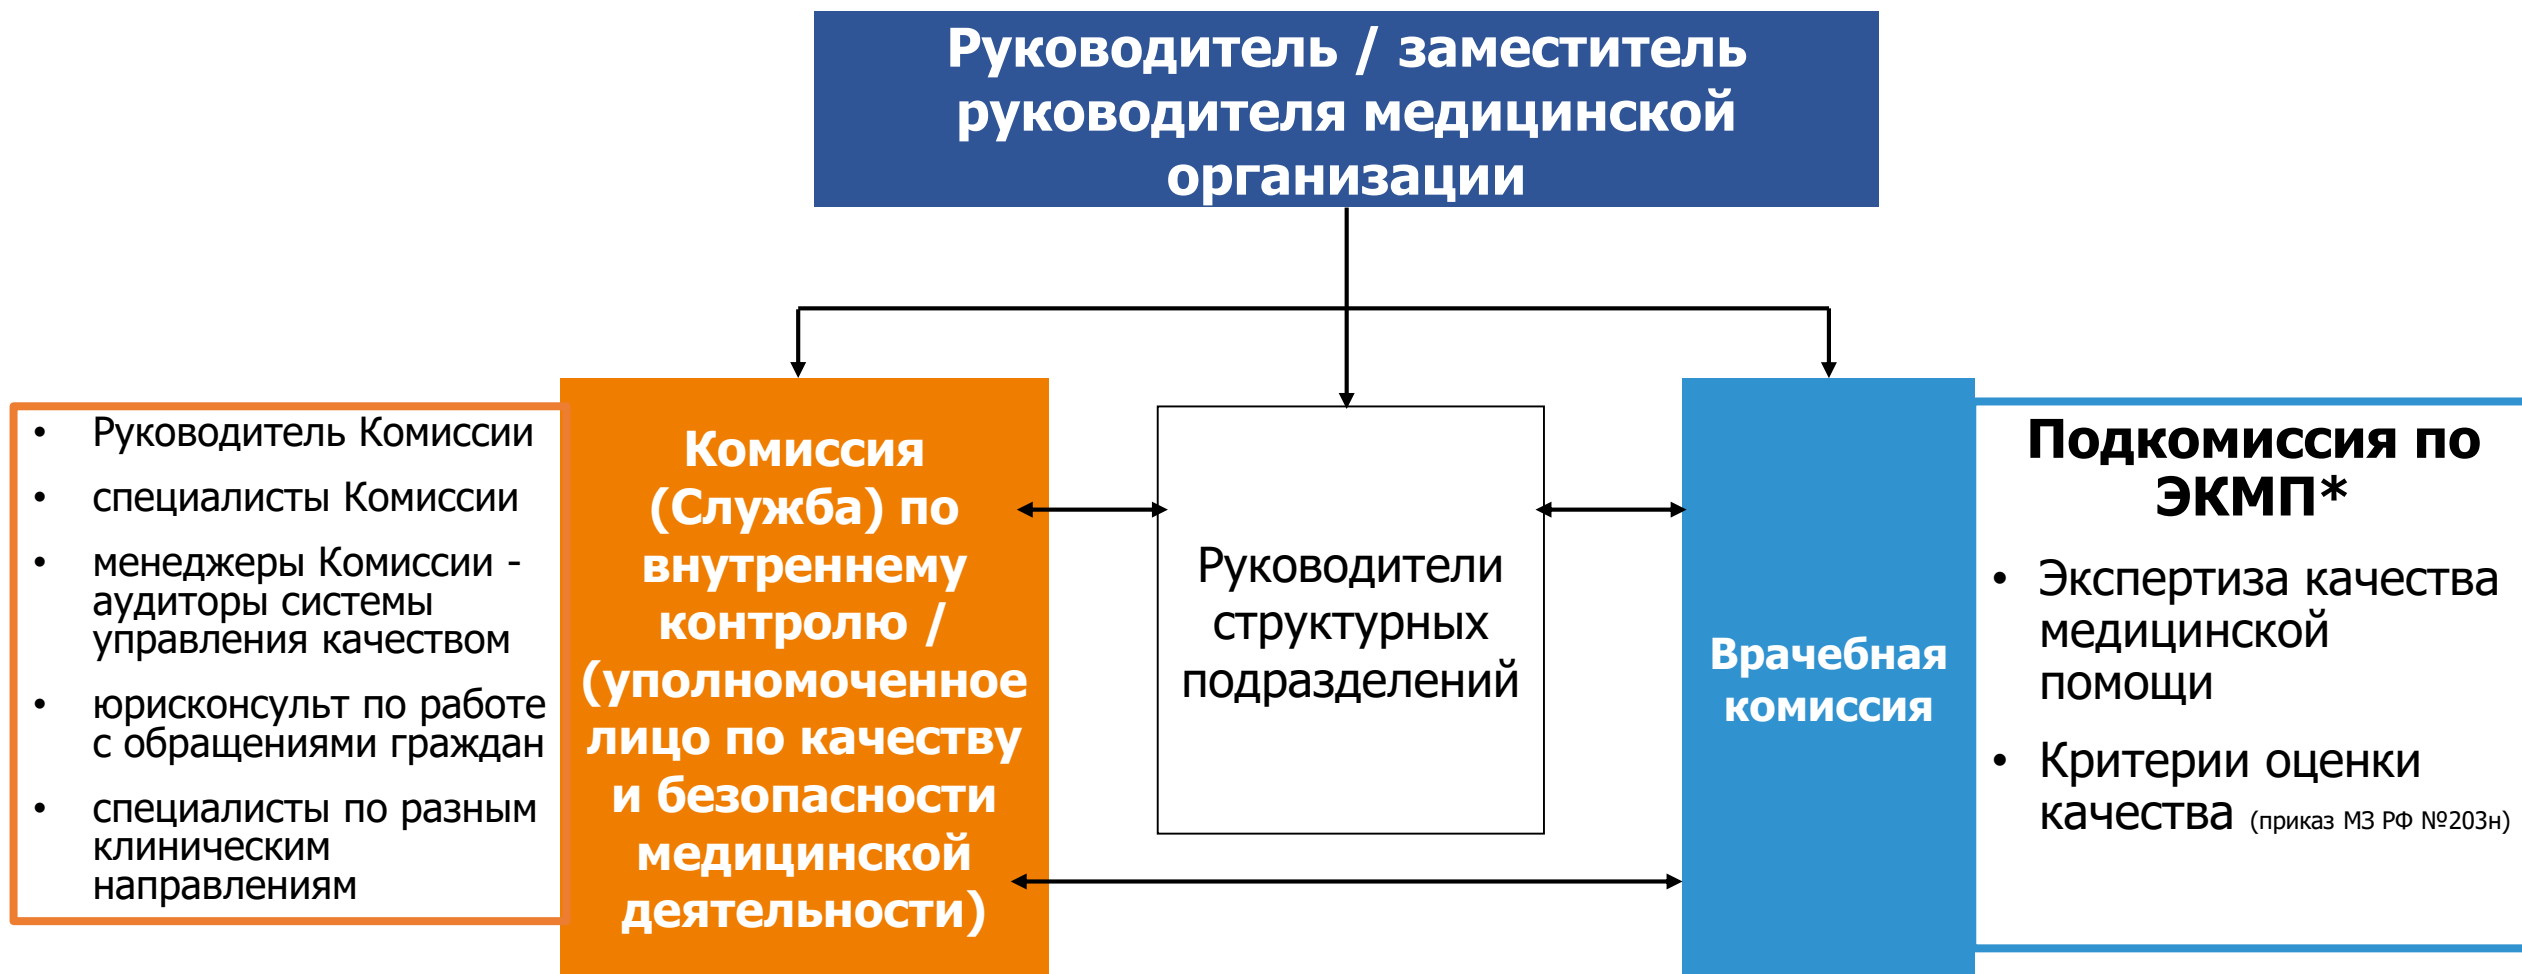 Руководитель / заместитель
руководителя медицинской
организации
• Руководитель Комиссии
• специалисты Комиссии
• менеджеры Комиссии -
аудиторы системы
управления качеством
• юрисконсульт по работе
с обращениями граждан
• специалисты по разным
клиническим
направлениям
Комиссия
(Служба) по
внутреннему
контролю /
(уполномоченное
лицо по качеству
и безопасности
медицинской
деятельности)
Руководители
структурных
подразделений
Врачебная
комиссия
Подкомиссия по
ЭКМП*
• Экспертиза качества
медицинской
помощи
• Критерии оценки
качества (приказ МЗ РФ №203н)